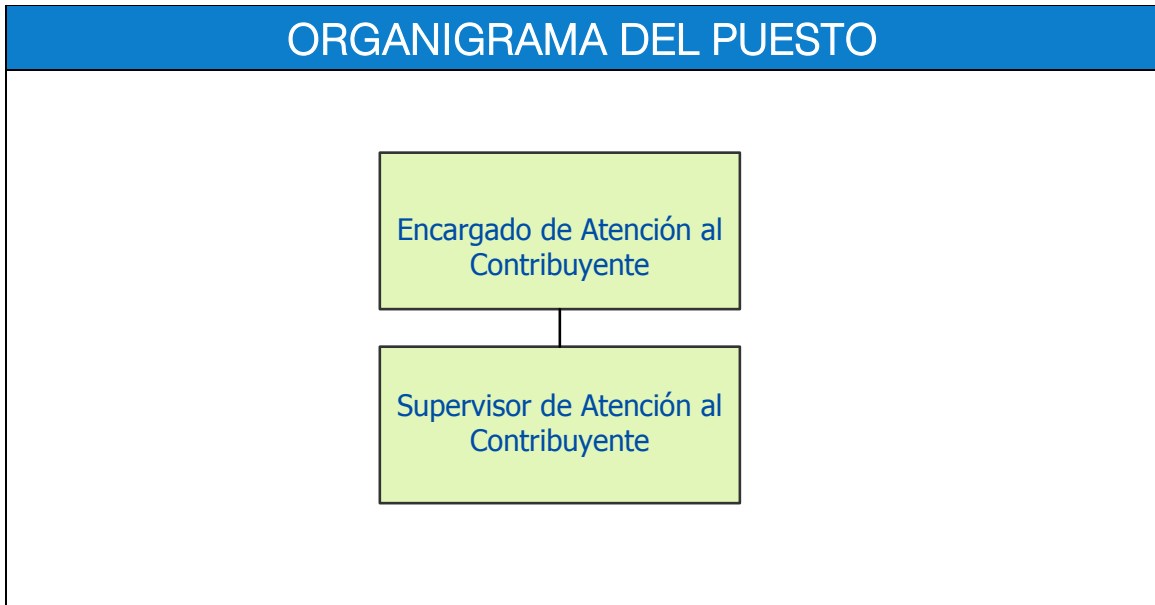 ORGANIGRAMA DEL PUESTO
Encargado de Atención al
Contribuyente
Supervisor de Atención al
Contribuyente